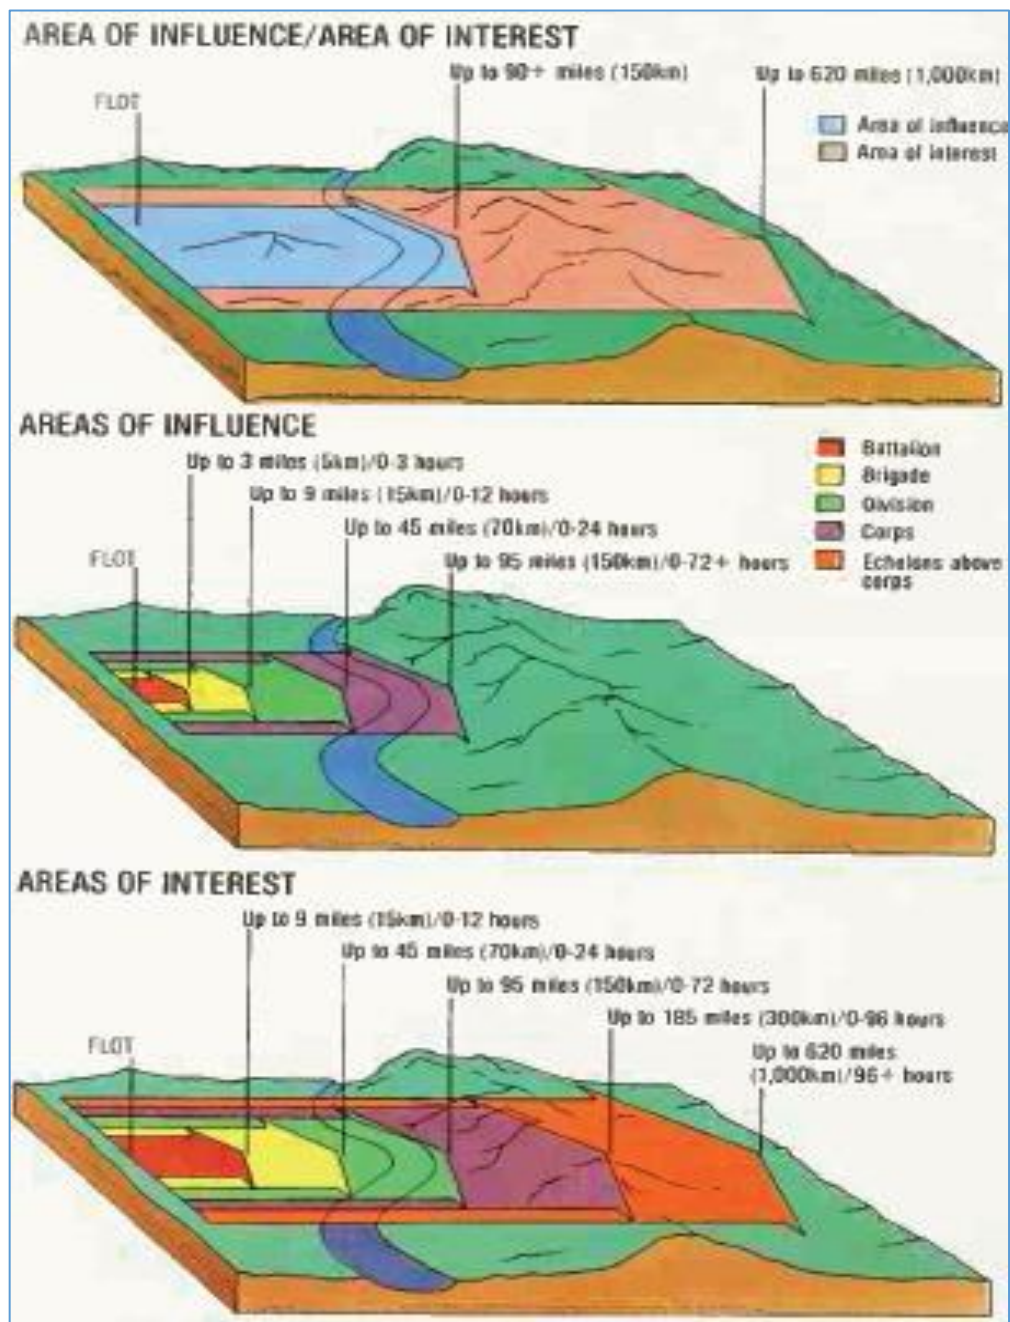 AREA OF INFLUENCE/AREA OF INTEREST
Up to 90+ miles (150km)
Up to 620 miles (1,000km)
FLOT
Area of influence
Area of interest
AREAS OF INFLUENCE
Up to 3 miles (5km)/0-3 hours
Up to 9 miles (15km)/0-12 hours
Up to 45 miles (70km)/0-24 hours
FLOT
Up to 95 miles (150km)/0-72+ hours
Battalion
Brigade
Division
Corps
Echelons above
corps
AREAS OF INTEREST
Up to 9 miles (15km)/0-12 hours
Up to 45 miles (70km)/0-24 hours
Up to 95 miles (150km)/0-72 hours
Up to 185 miles (300km)/0-96 hours
FLOT
Up to 620 miles
(1,000km)/96+ hours